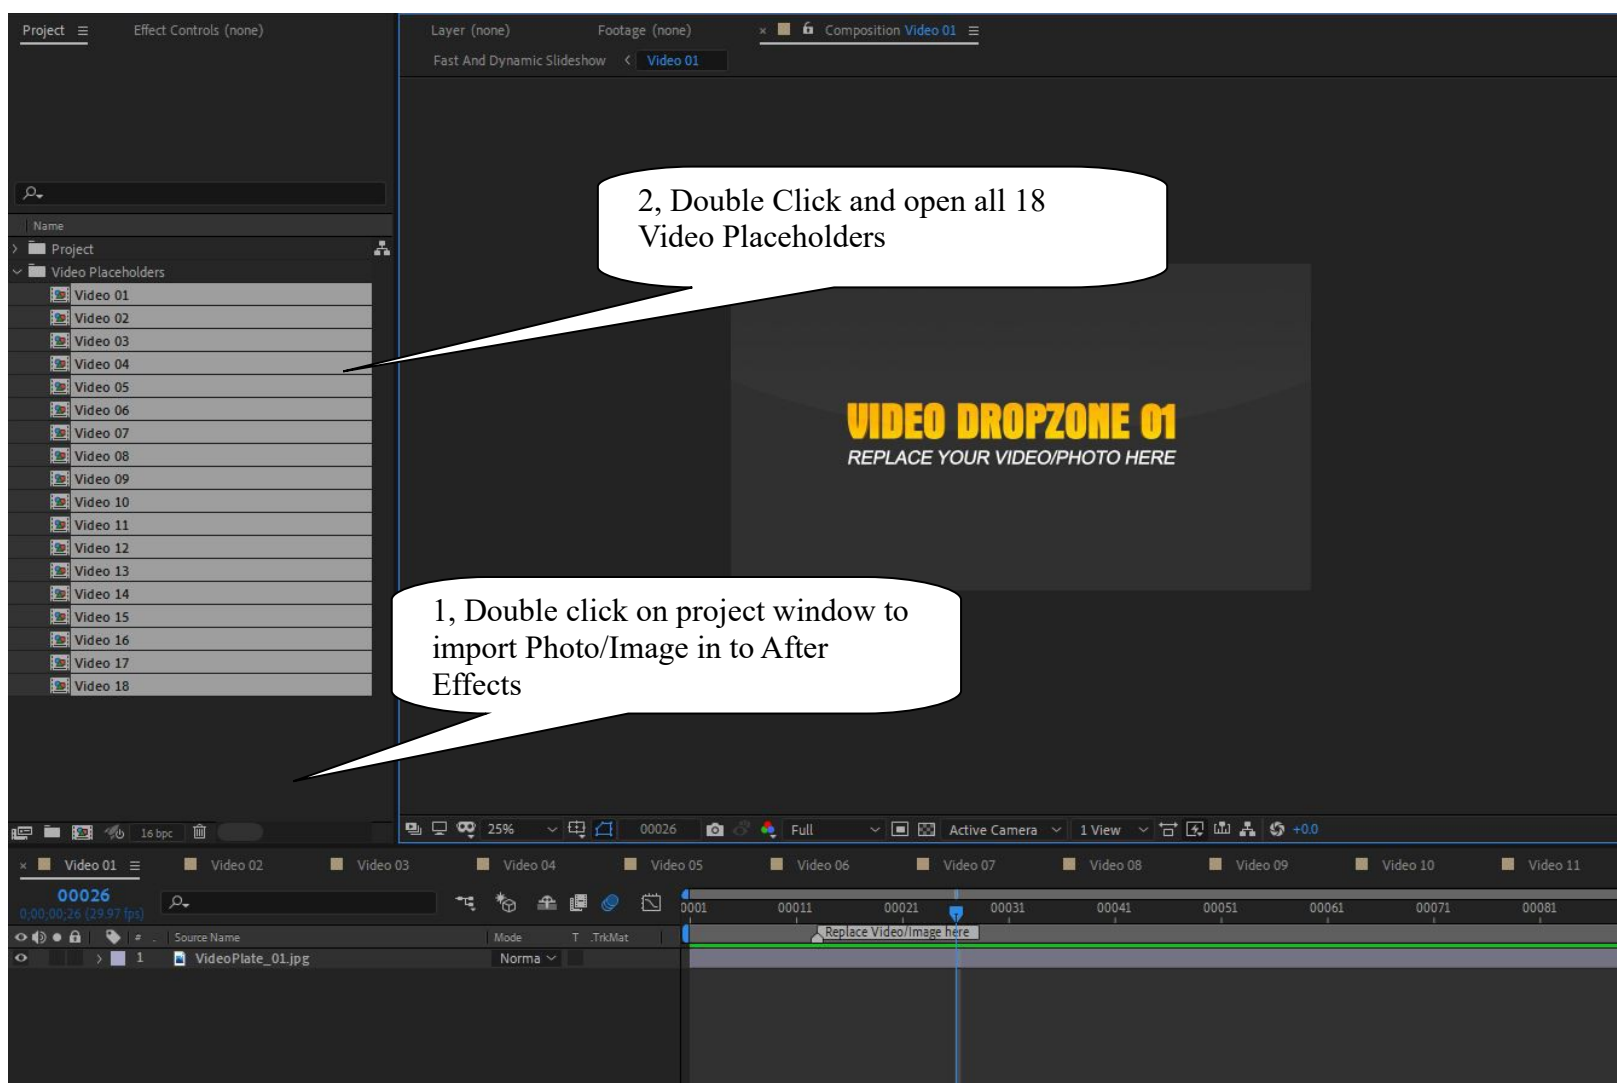 Project
Effect Controls (none)
Layer (none)
Footage (none)
Composition Video 01
Fast And Dynamic Slideshow
Video 01
Name
Project
Video Placeholders
Video 01
Video 02
Video 03
Video 04
Video 05
Video 06
Video 07
Video 08
Video 09
Video 10
Video 11
Video 12
Video 13
Video 14
Video 15
Video 16
Video 17
Video 18
2, Double Click and open all 18
Video Placeholders
VIDEO DROPZONE 01
REPLACE YOUR VIDEO/PHOTO HERE
1, Double click on project window to
import Photo/Image in to After
Effects
16 bpc
25%
00026
Full
Active Camera
1 View
+0.0
Video 01
Video 02
Video 03
Video 04
Video 05
Video 06
Video 07
Video 08
Video 09
Video 10
Video 11
00026
0;00;00;26 (29.97 fps)
0001
00011
00021
00031
00041
00051
00061
00071
00081
Source Name
Mode
T
.TrkMat
Replace Video/Image here
1
VideoPlate_01.jpg
Norma